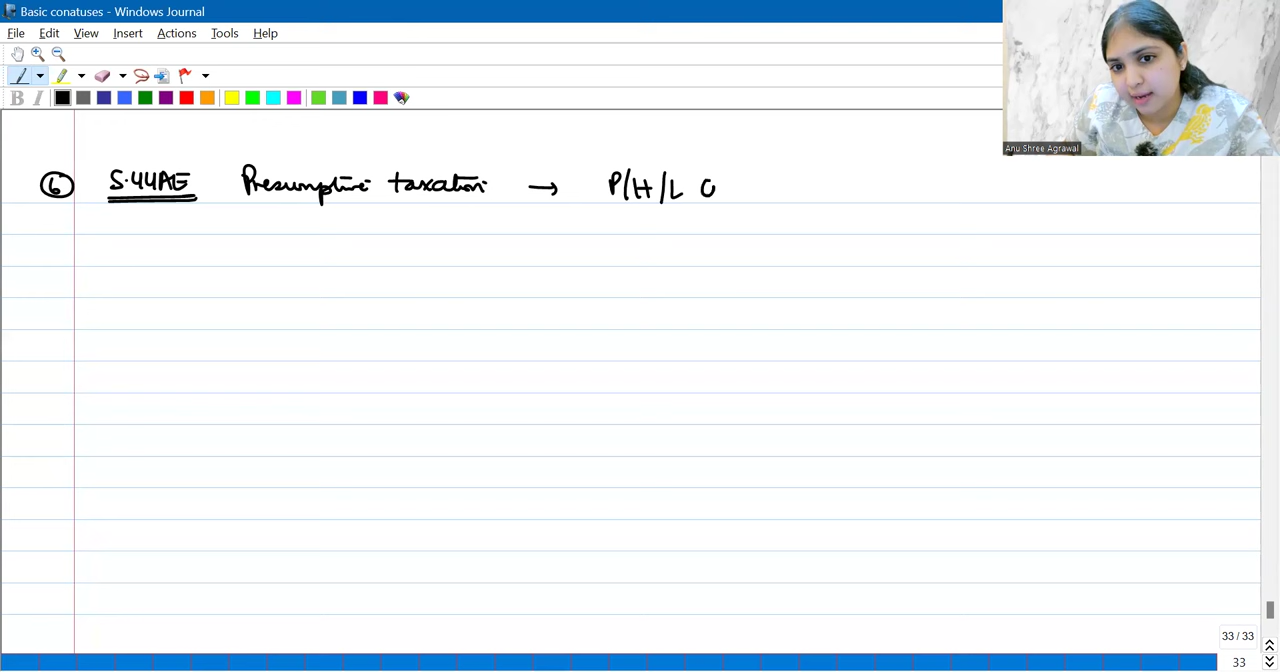 Basic conatuses - Windows Journal
File Edit View Insert Actions Tools Help
B I
Anu Shree Agrawal
6 S.44AE Presumptive taxation → P/H/L O
33 / 33
33